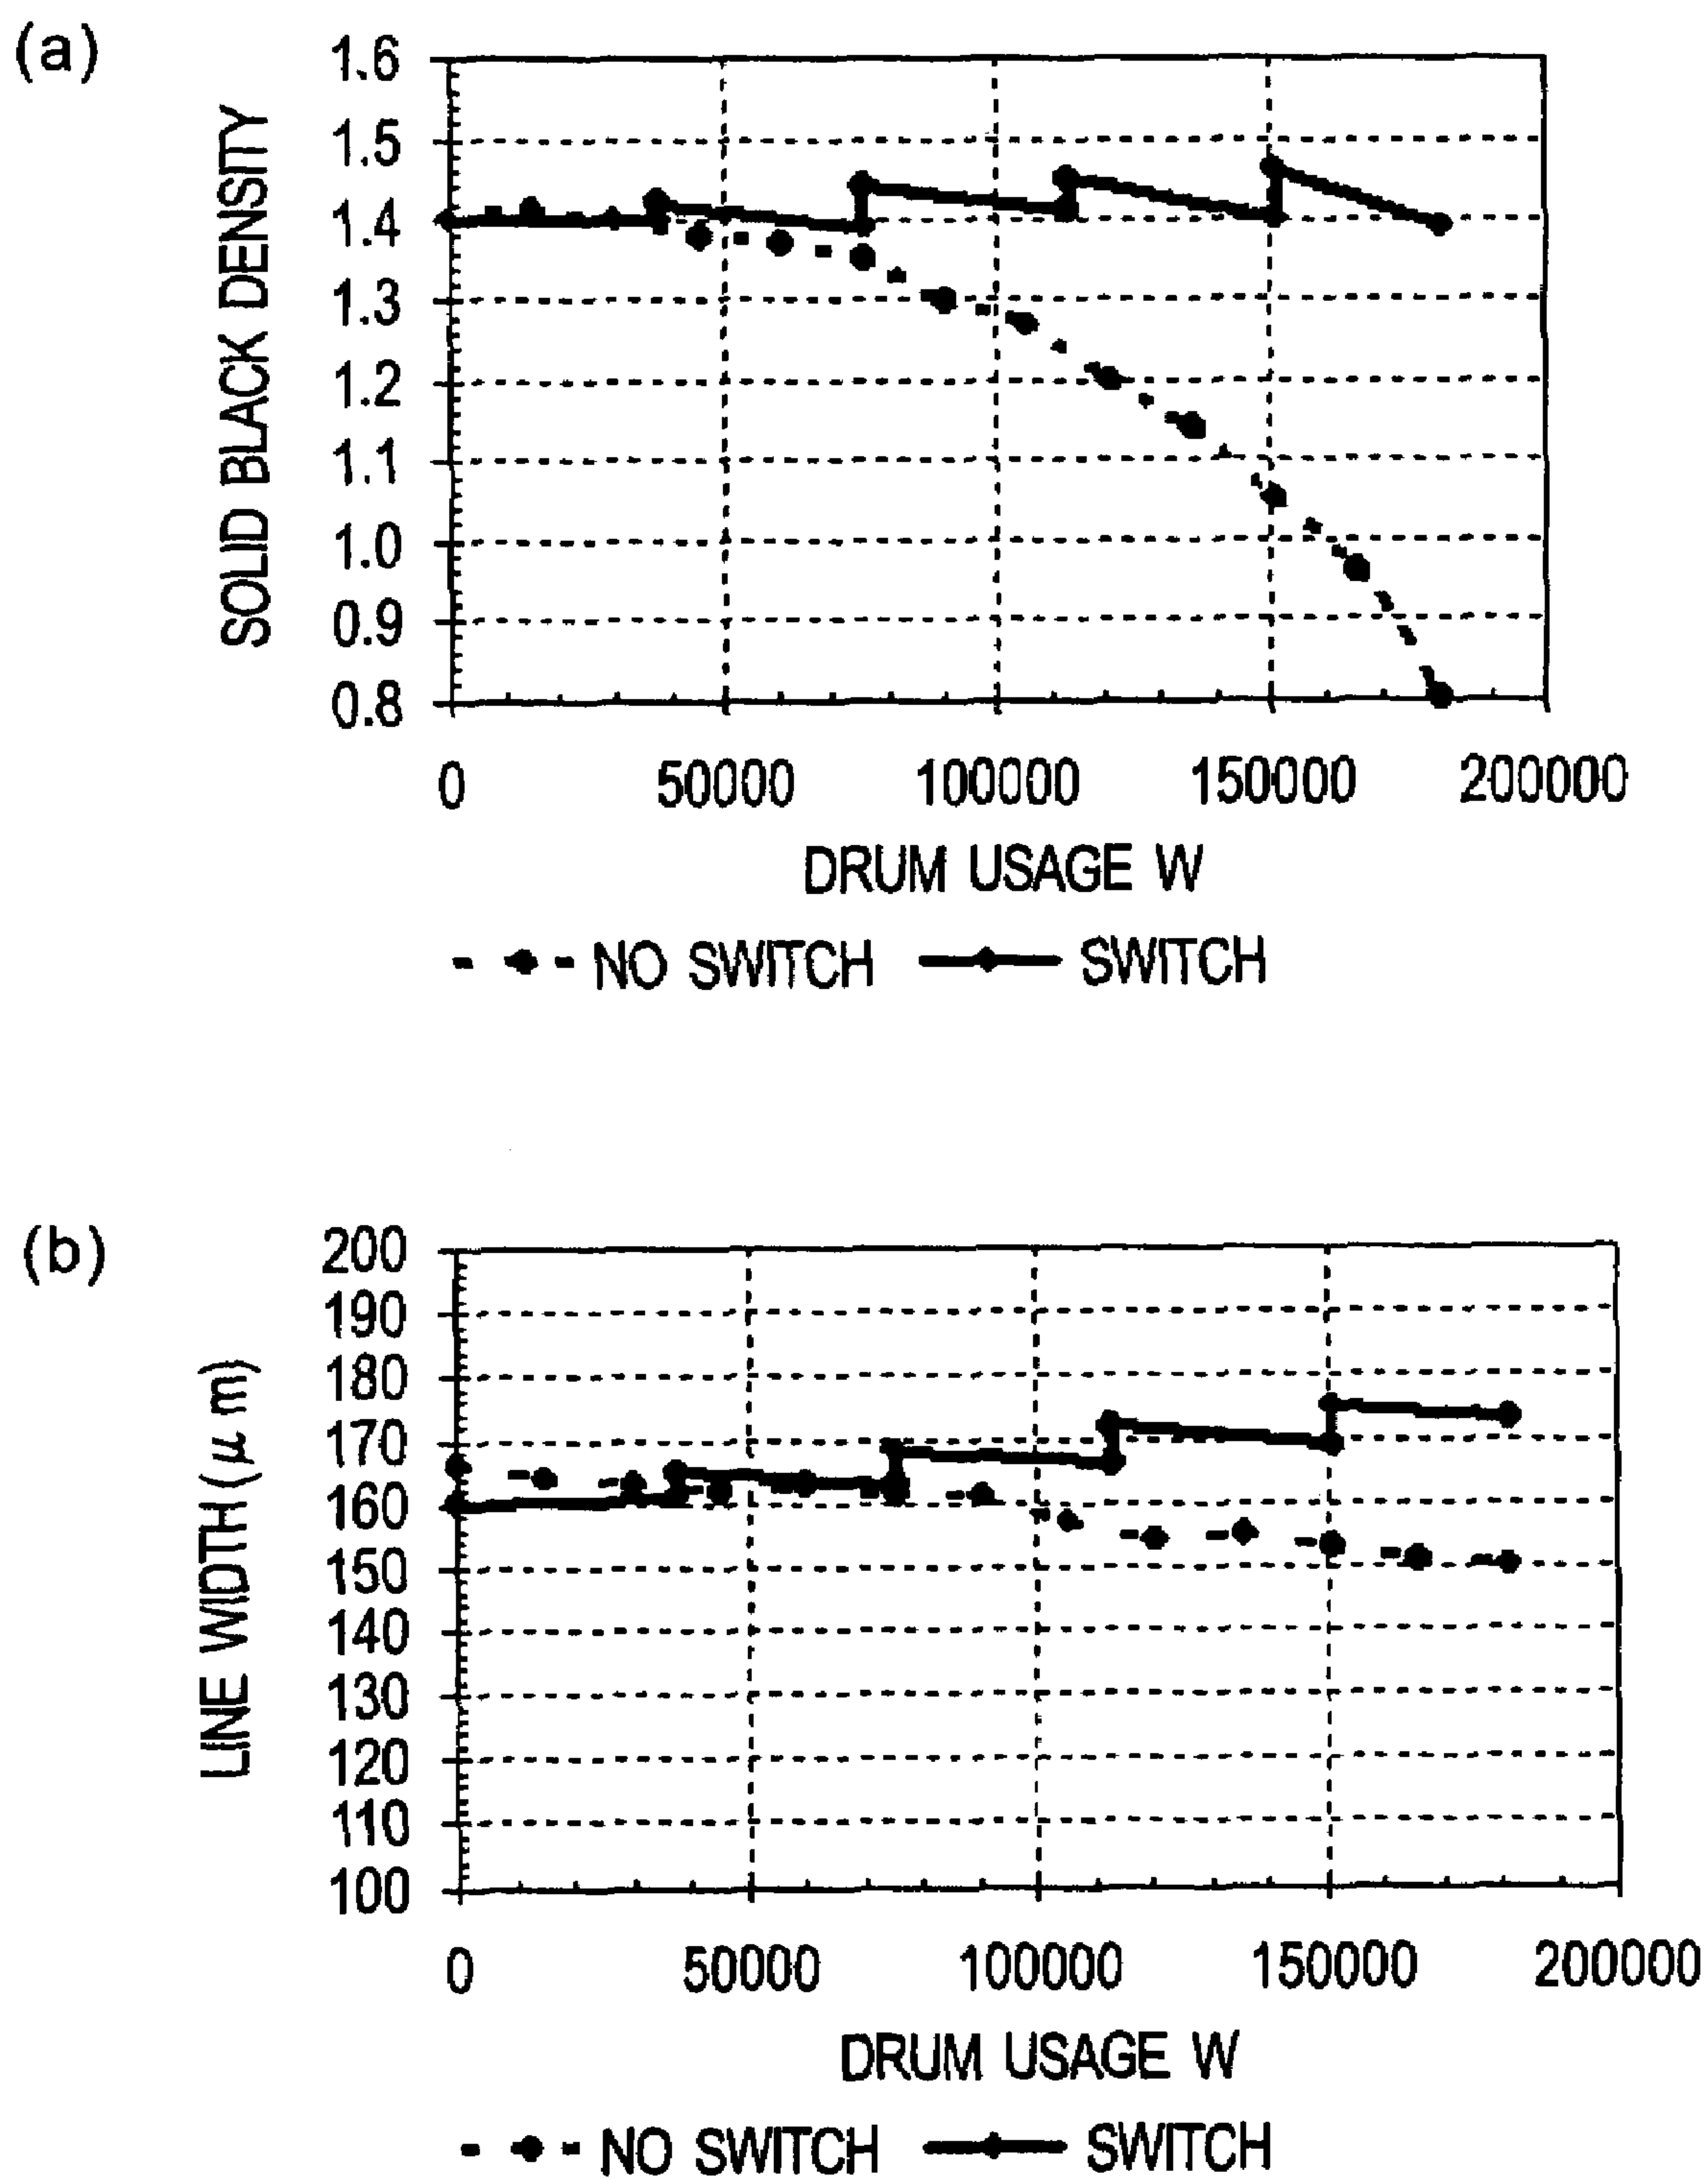 (a)
SOLID BLACK DENSITY
1.6
1.5
1.4
1.3
1.2
1.1
1.0
0.9
0.8
0 50000 100000 150000 200000
DRUM USAGE W
NO SWITCH SWITCH
(b)
LINE WIDTH (μ m)
200
190
180
170
160
150
140
130
120
110
100
0 50000 100000 150000 200000
DRUM USAGE W
NO SWITCH SWITCH